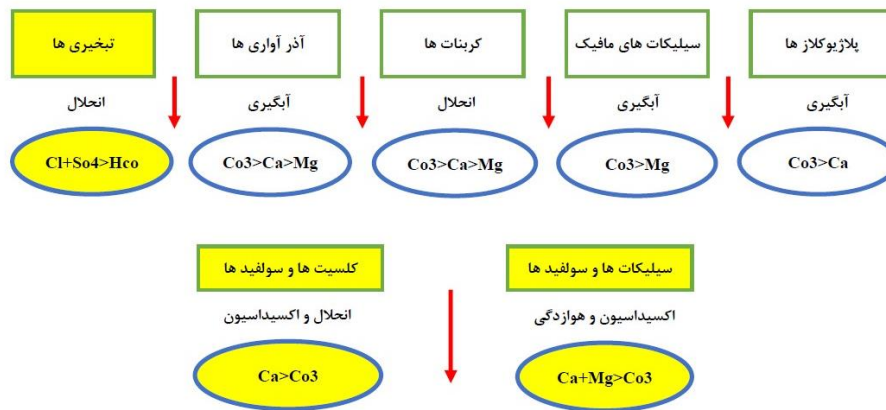 پلاژیوکلاز ها
سیلیکات های مافیک
کربنات ها
آذر آواری ها
تبخیری ها
آبگیری
آبگیری
انحلال
آبگیری
انحلال
Co3>Ca
Co3>Mg
Co3>Ca>Mg
Co3>Ca>Mg
Cl+So4>Hco
سیلیکات ها و سولفید ها
کلسیت ها و سولفید ها
اکسیداسیون و هوازدگی
انحلال و اکسیداسیون
Ca+Mg>Co3
Ca>Co3